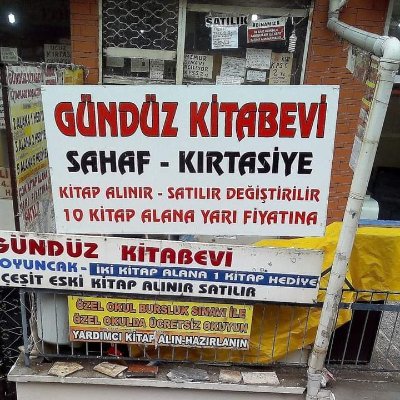 SATILIK
UCUZ
GÜNDÜZ KİTABEVİ
SAHAF - KIRTASİYE
KİTAP ALINIR - SATILIR DEĞİŞTİRİLİR
10 KİTAP ALANA YARI FİYATINA
GÜNDÜZ KİTABEVİ
OYUNCAK - İKİ KİTAP ALANA 1 KİTAP HEDİYE
ÇEŞİT ESKİ KİTAP ALINIR SATILIR
ÖZEL OKUL BURSLUK SINAVI İLE
ÖZEL OKULDA ÜCRETSİZ OKUYUN
YARDIMCI KİTAP ALIN-HAZIRLANIN